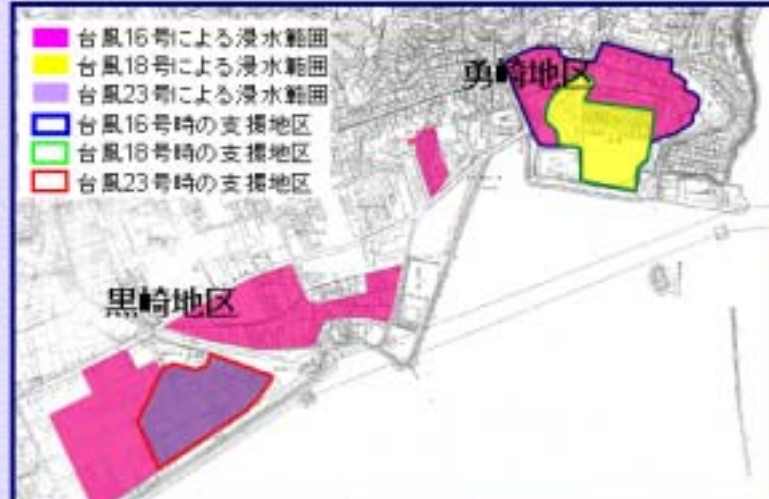 台風16号による浸水範囲
台風18号による浸水範囲
台風23号による浸水範囲
台風16号時の支援地区
台風18号時の支援地区
台風23号時の支援地区
勇崎地区
黒崎地区